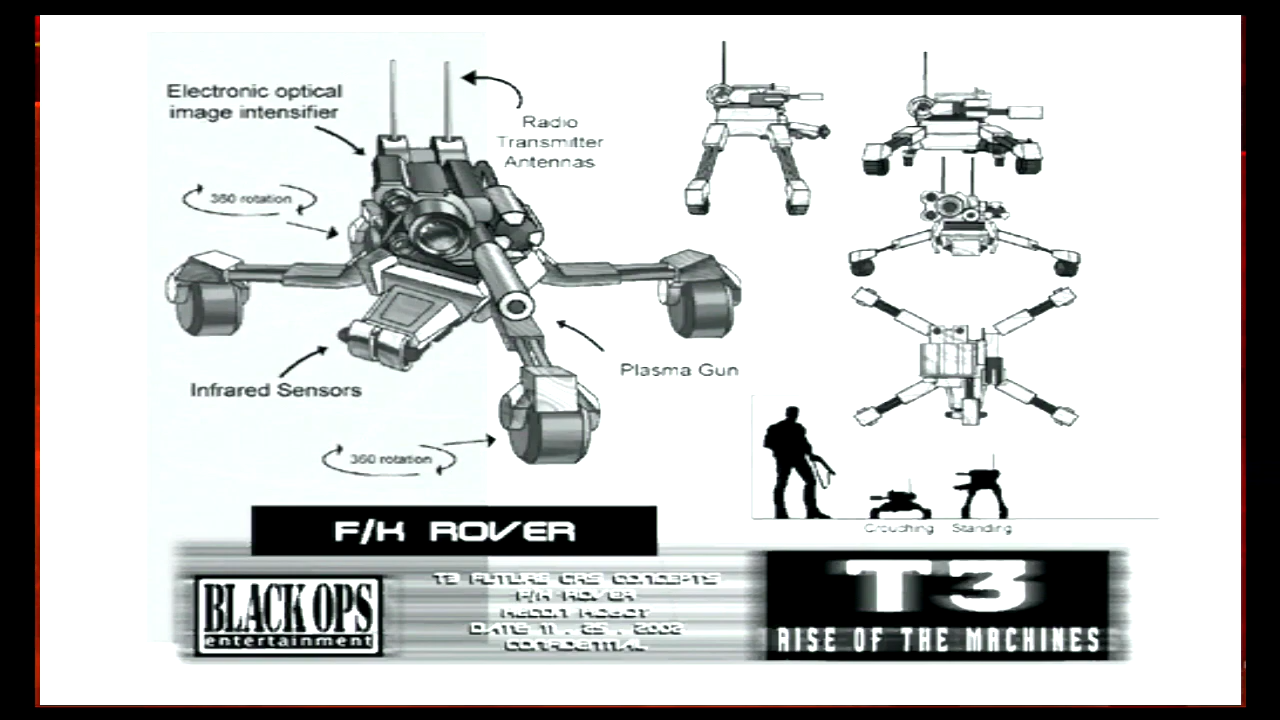 Electronic optical
image intensifier
Radio
Transmitter
Antennas
360 rotation
Infrared Sensors
Plasma Gun
360 rotation
Crouching Standing
F/K ROVER
BLACK OPS
entertainment
T3 FUTURE CRS CONCEPTS
F/K ROVER
RECON ROBOT
DATE 11 . 25 . 2002
CONFIDENTIAL
T3
RISE OF THE MACHINES